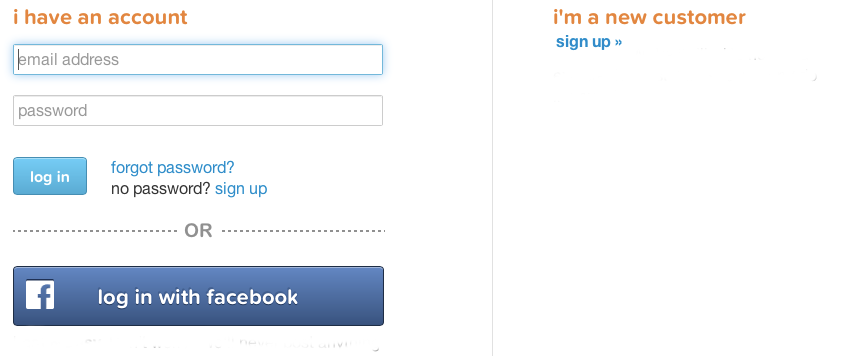 i have an account
email address
password
log in
forgot password?
no password? sign up
OR
log in with facebook
i'm a new customer
sign up »